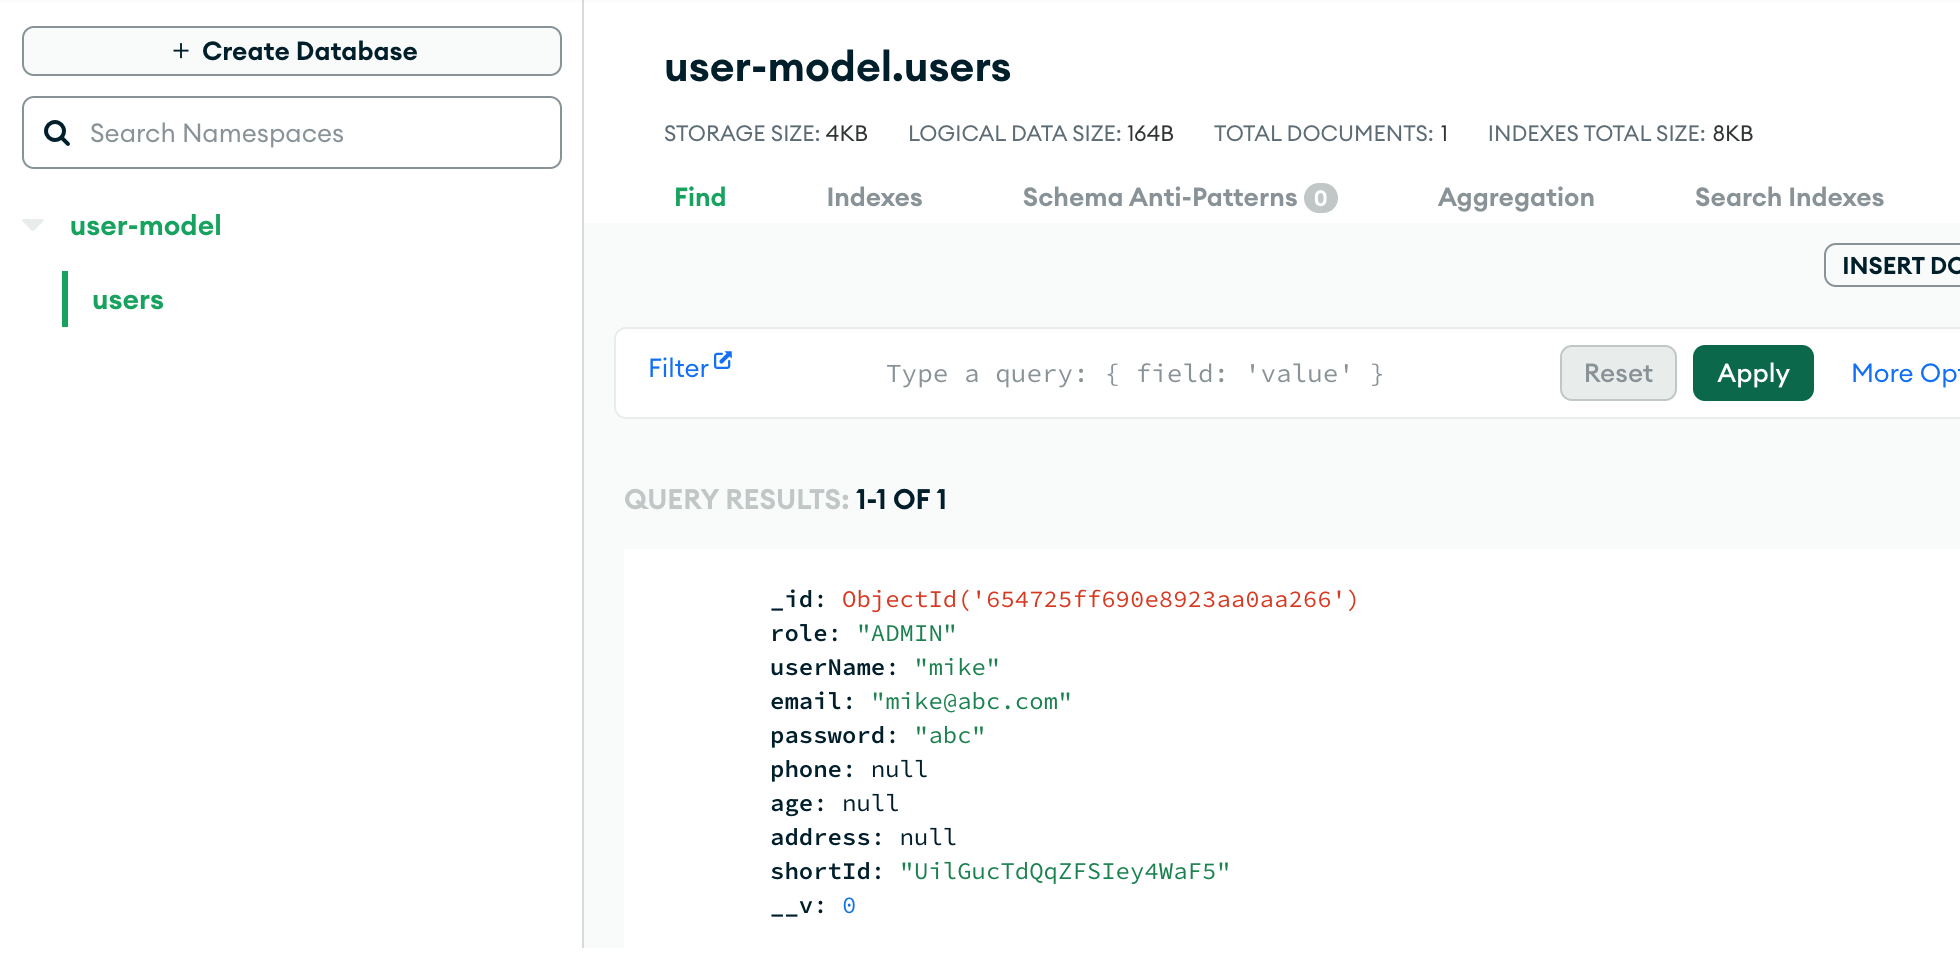 + Create Database
Search Namespaces
user-model
users
user-model.users
STORAGE SIZE: 4KB LOGICAL DATA SIZE: 164B TOTAL DOCUMENTS: 1 INDEXES TOTAL SIZE: 8KB
Find Indexes Schema Anti-Patterns 0 Aggregation Search Indexes
INSERT DO
Filter Type a query: { field: 'value' } Reset Apply More Opt
QUERY RESULTS: 1-1 OF 1
_id: ObjectId('654725ff690e8923aa0aa266')
role: "ADMIN"
userName: "mike"
email: "mike@abc.com"
password: "abc"
phone: null
age: null
address: null
shortId: "UilGucTdQqZFSIey4WaF5"
__v: 0